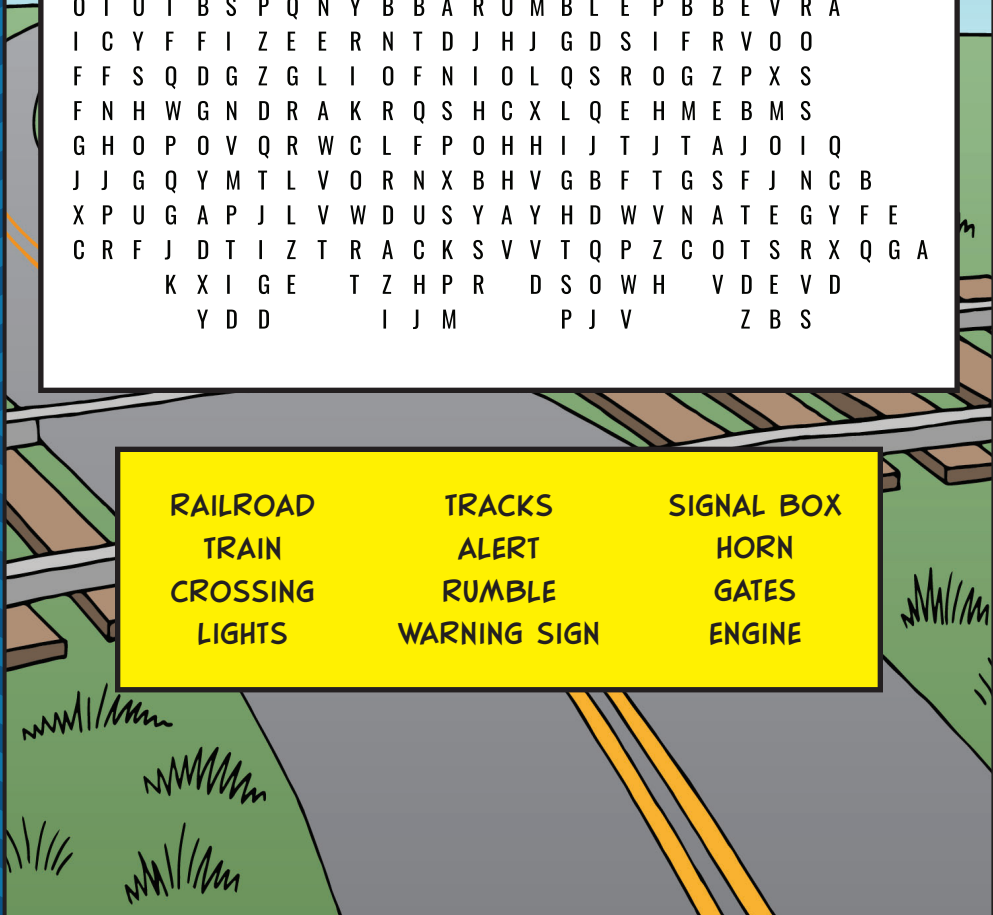 B S P Q N Y B B A R U M B L E P B B E V R A
I C Y F F I Z E E R N T D J H J G D S I F R V O O
F F S Q D G Z G L I O F N I O L Q S R O G Z P X S
F N H W G N D R A K R Q S H C X L Q E H M E B M S
G H O P O V Q R W C L F P O H H I J T J T A J O I Q
J J G Q Y M T L V O R N X B H V G B F T G S F J N C B
X P U G A P J L V W D U S Y A Y H D W V N A T E G Y F E
C R F J D T I Z T R A C K S V V T Q P Z C O T S R X Q G A
K X I G E T Z H P R D S O W H V D E V D
Y D D I J M P J V Z B S
RAILROAD TRACKS SIGNAL BOX
TRAIN ALERT HORN
CROSSING RUMBLE GATES
LIGHTS WARNING SIGN ENGINE